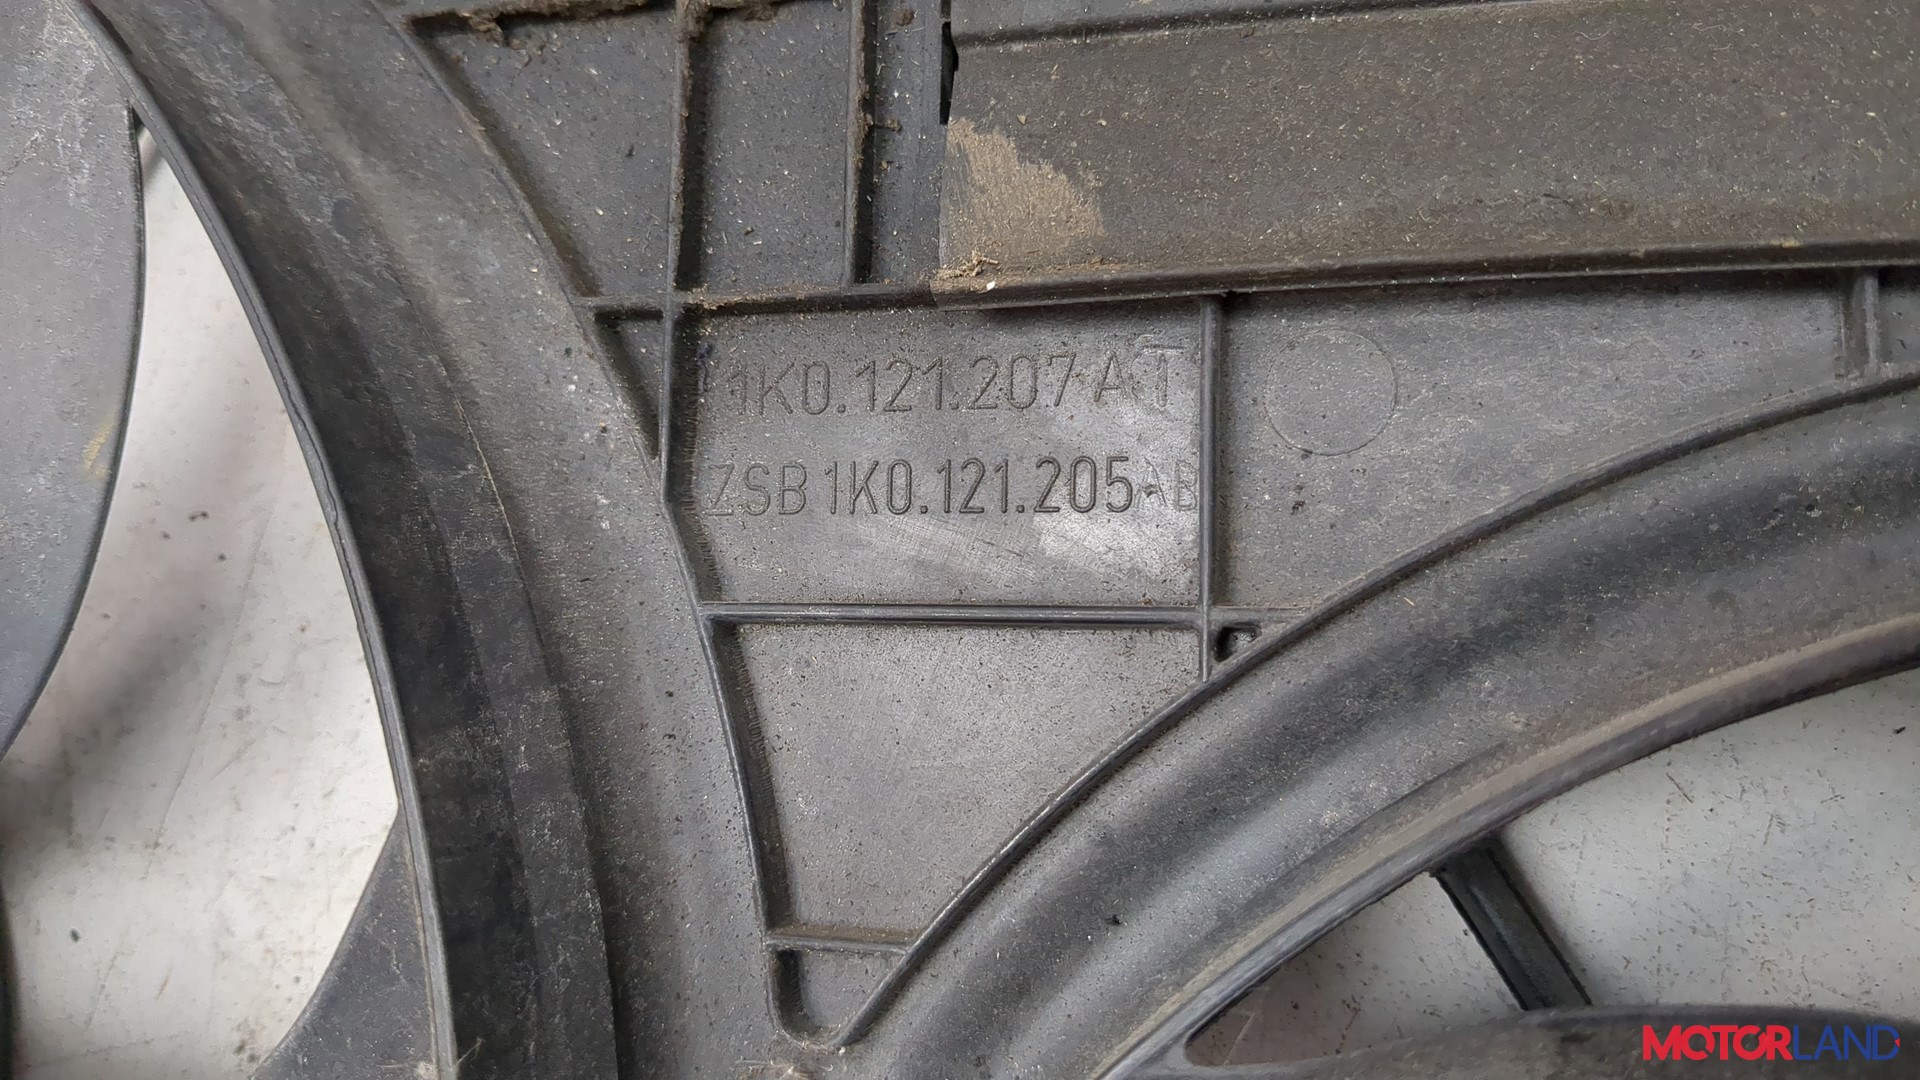 1K0.121.207 AT
ZSB 1K0.121.205 AB
MOTORLAND